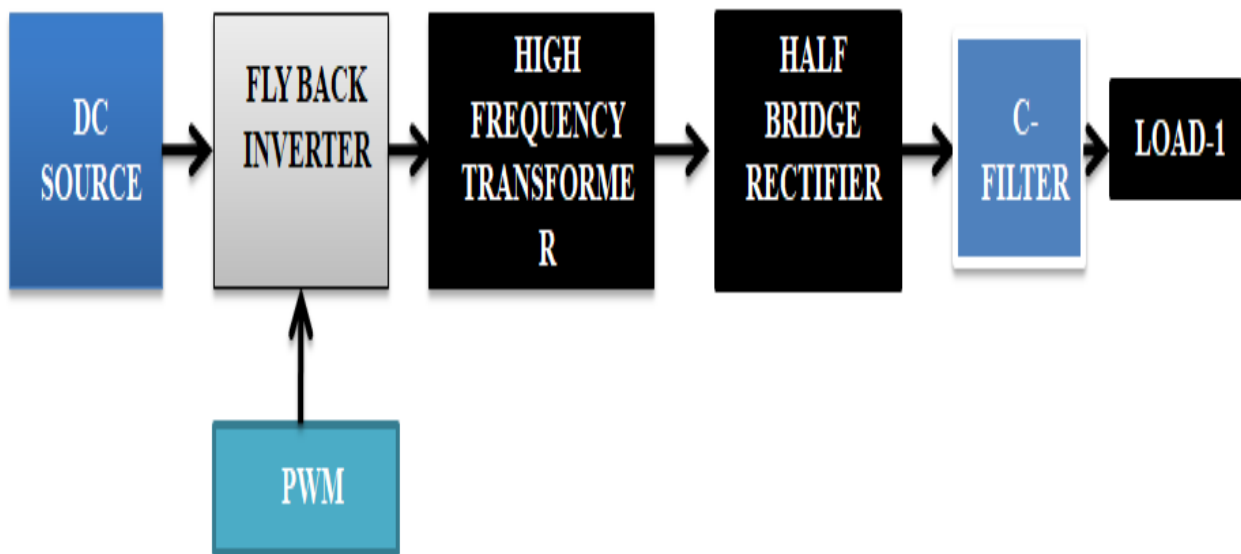 DC
SOURCE
FLY BACK
INVERTER
HIGH
FREQUENCY
TRANSFORME
R
HALF
BRIDGE
RECTIFIER
C-
FILTER
LOAD-1
PWM